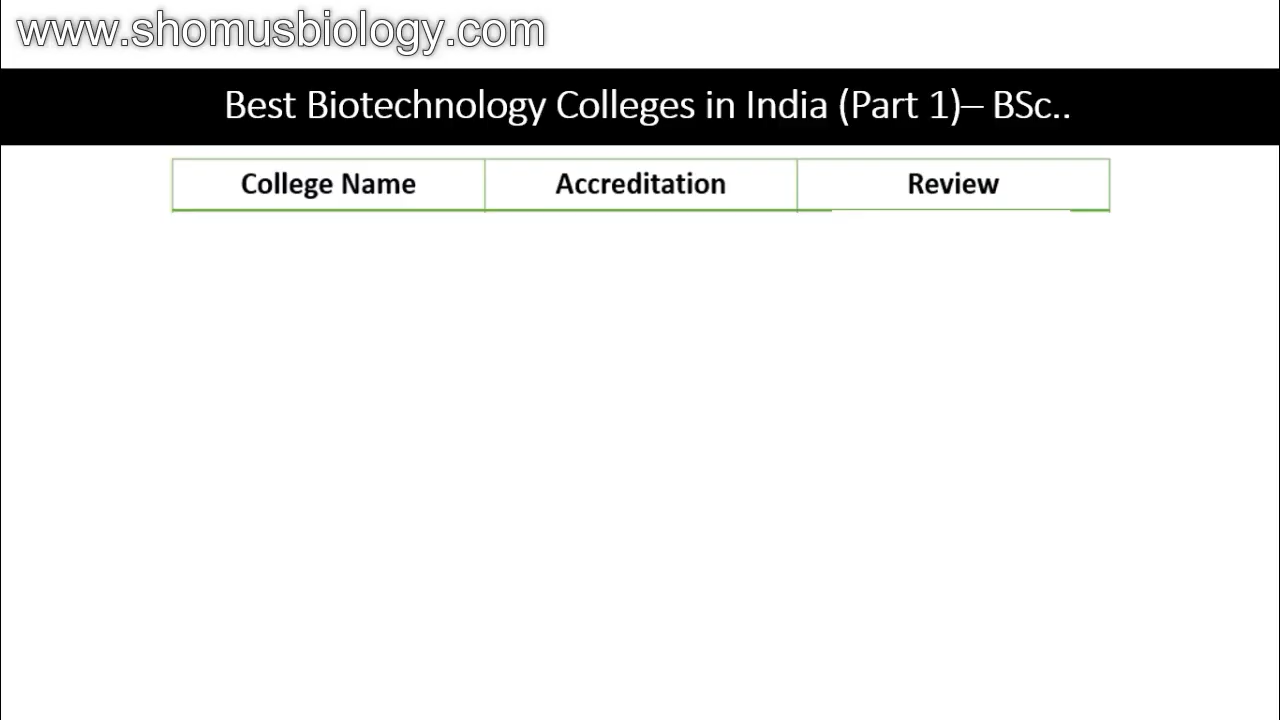 www.shomusbiology.com
Best Biotechnology Colleges in India (Part 1)– BSc..
College Name Accreditation Review